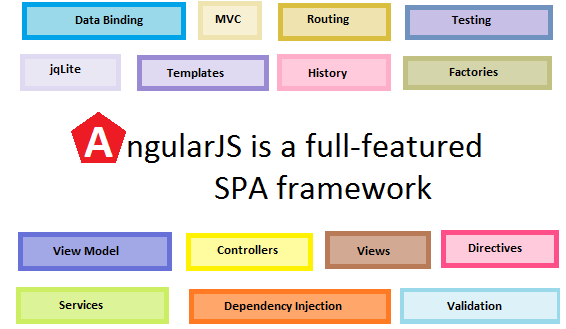 Data Binding
MVC
Routing
Testing
jqLite
Templates
History
Factories
AngularJS is a full-featured
SPA framework
View Model
Controllers
Views
Directives
Services
Dependency Injection
Validation